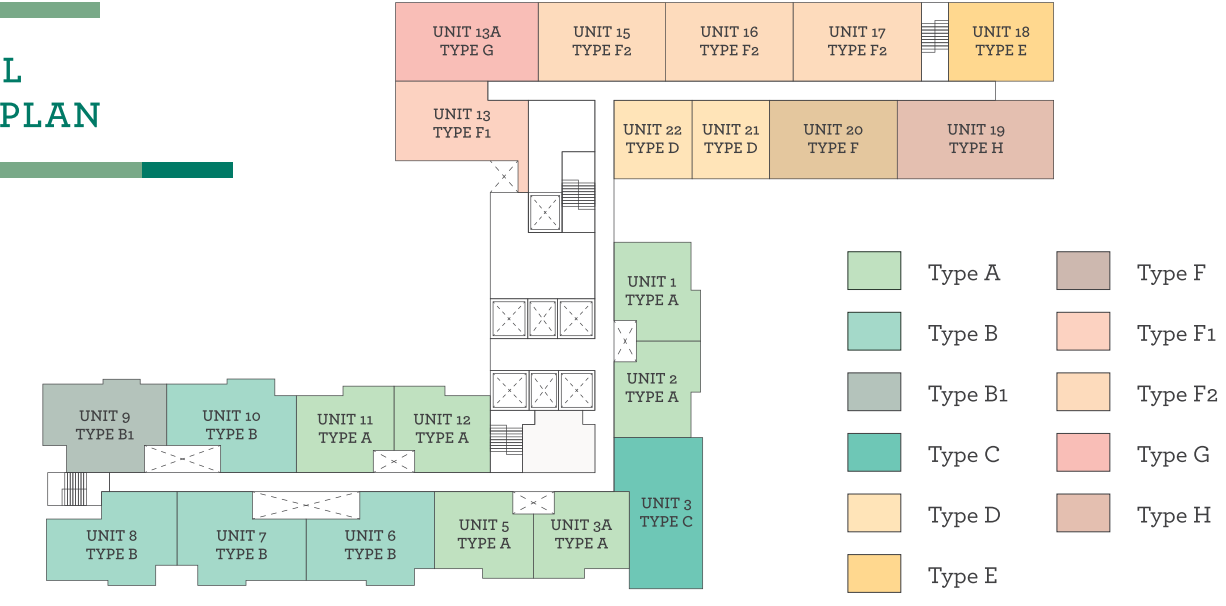 L
PLAN
UNIT 13A
TYPE G
UNIT 15
TYPE F2
UNIT 16
TYPE F2
UNIT 17
TYPE F2
UNIT 18
TYPE E
UNIT 13
TYPE F1
UNIT 22
TYPE D
UNIT 21
TYPE D
UNIT 20
TYPE F
UNIT 19
TYPE H
UNIT 1
TYPE A
UNIT 2
TYPE A
UNIT 9
TYPE B1
UNIT 10
TYPE B
UNIT 11
TYPE A
UNIT 12
TYPE A
UNIT 3
TYPE C
UNIT 8
TYPE B
UNIT 7
TYPE B
UNIT 6
TYPE B
UNIT 5
TYPE A
UNIT 3A
TYPE A
Type A
Type B
Type B1
Type C
Type D
Type E
Type F
Type F1
Type F2
Type G
Type H